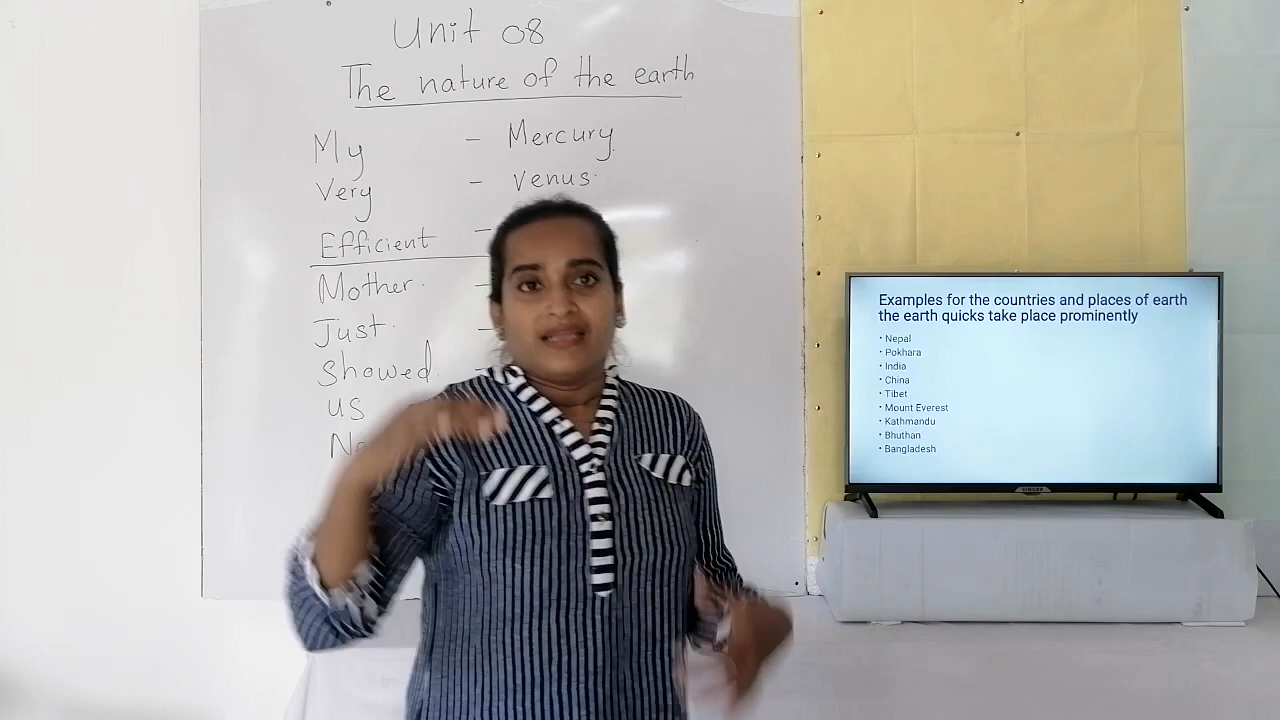 Unit 08
The nature of the earth
My - Mercury.
Very - Venus.
Efficient -
Mother. -
Just. -
Showed. -
us
Examples for the countries and places of earth
the earth quicks take place prominently
• Nepal
• Pokhara
• India
• China
• Tibet
• Mount Everest
• Kathmandu
• Bhuthan
• Bangladesh
SINGER